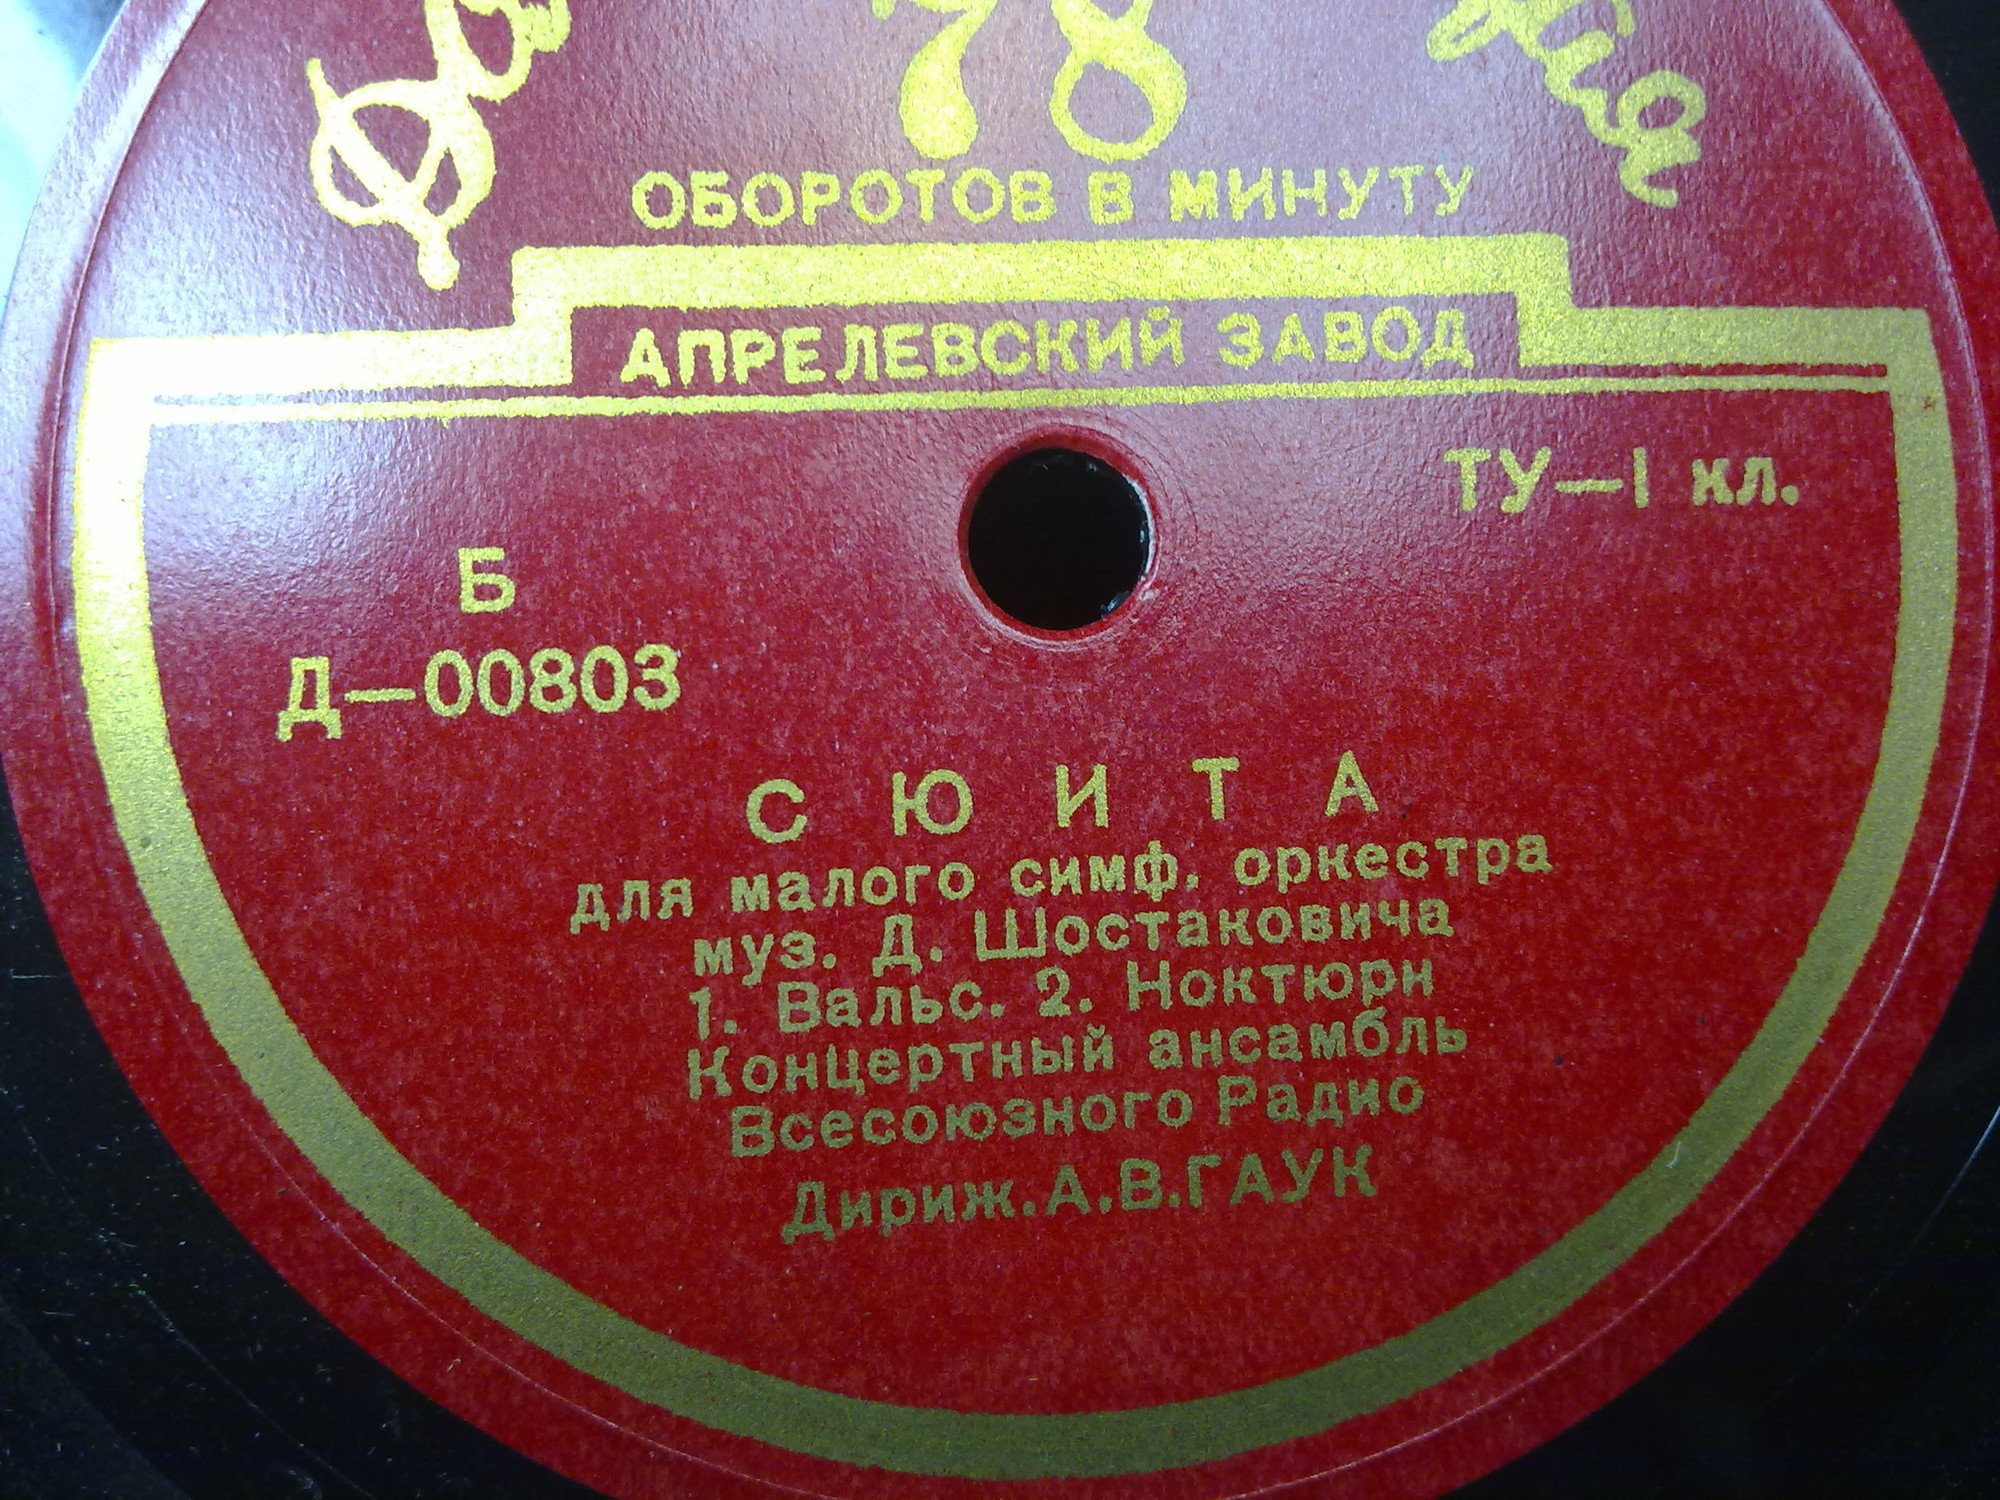 78
ОБОРОТОВ В МИНУТУ
АПРЕЛЕВСКИЙ ЗАВОД
ТУ—I кл.
Б
Д—00803
СЮИТА
для малого симф. оркестра
муз. Д. Шостаковича
1. Вальс. 2. Ноктюрн
Концертный ансамбль
Всесоюзного Радио
Дириж. А.В.ГАУК